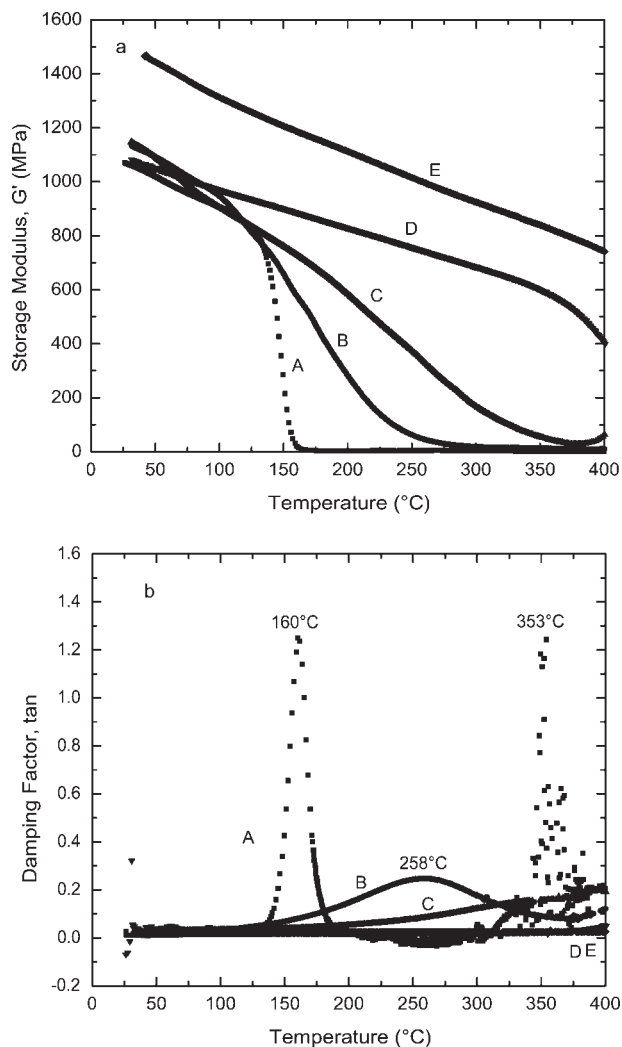 a
1600
1400
1200
1000
800
600
400
200
0
Storage Modulus, G' (MPa)
E
D
C
B
A
0 50 100 150 200 250 300 350 400
Temperature (°C)
b
1.6
1.4
1.2
1.0
0.8
0.6
0.4
0.2
0.0
-0.2
Damping Factor, tan
160°C
353°C
A
B
258°C
C
D E
0 50 100 150 200 250 300 350 400
Temperature (°C)